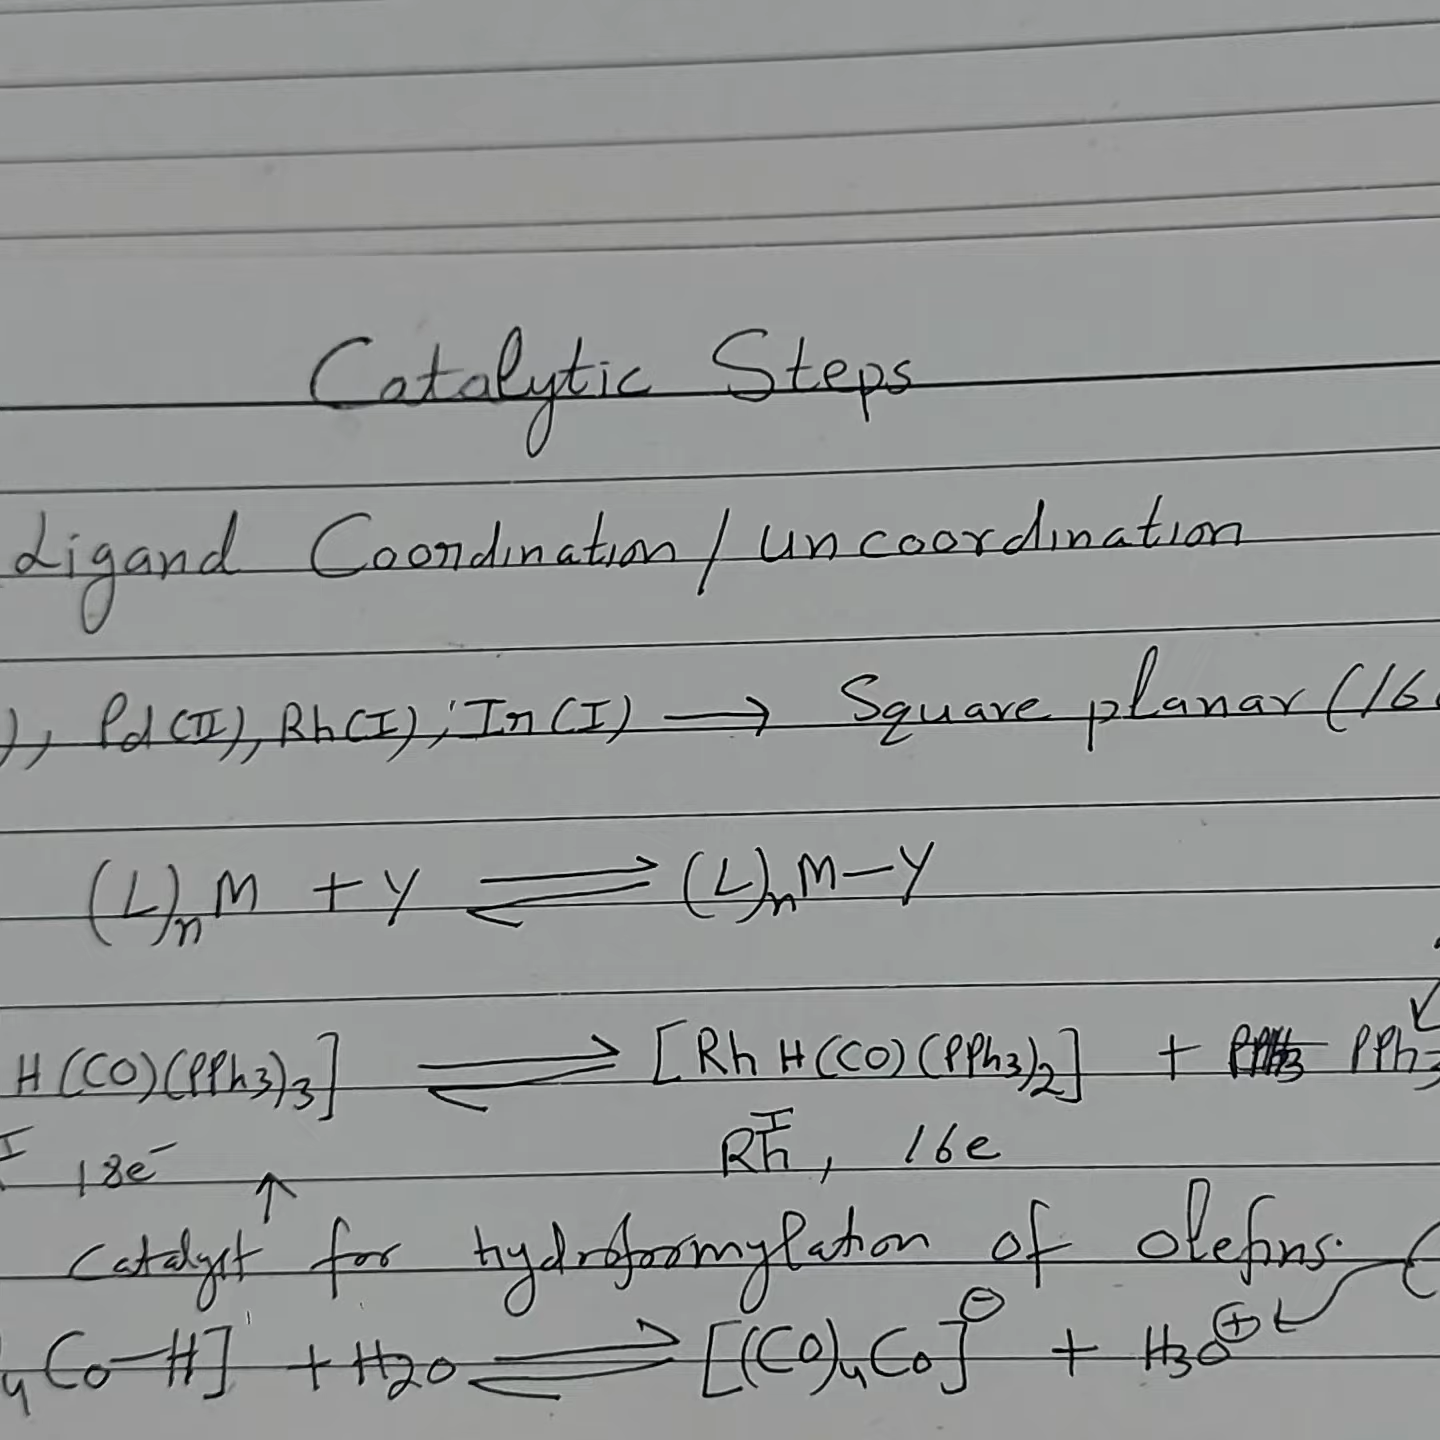 Catalytic Steps
Ligand Coordination / uncoordination
), Pd(II), Rh(I), Ir(I) → Square planar (16e
(L)nM + Y ⇌ (L)nM–Y
H(CO)(PPh3)3] ⇌ [RhH(CO)(PPh3)2] + PPh3
I 18e⁻ ↑ Rhᴵ, 16e
Catalyst for hydroformylation of olefins.
4Co–H] + H2O ⇌ [(CO)4Co]⊖ + H3O⊕